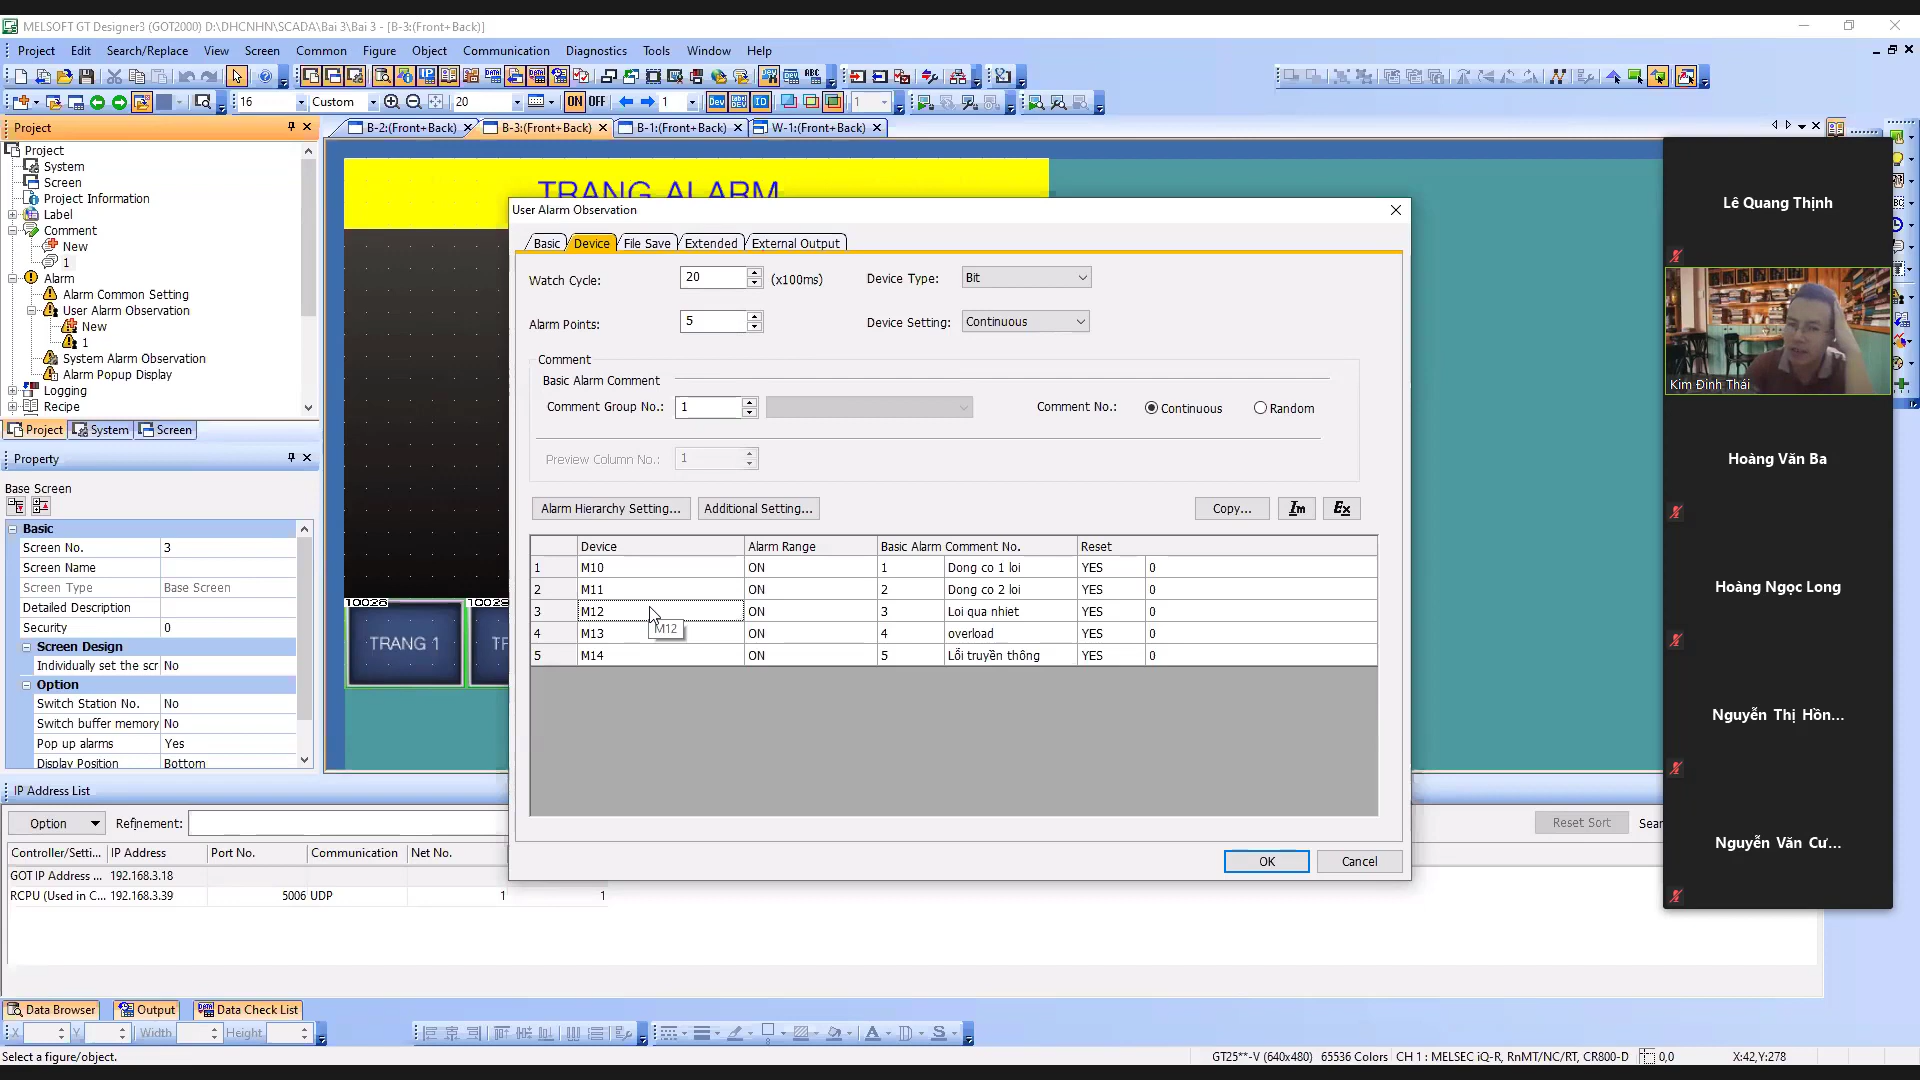 MELSOFT GT Designer3 (GOT2000) D:\DHCNHN\SCADA\Bai 3\Bai 3 - [B-3:(Front+Back)]
Project Edit Search/Replace View Screen Common Figure Object Communication Diagnostics Tools Window Help
16 Custom 20 ON OFF 1 Dev ID 1
Project
B-2:(Front+Back) B-3:(Front+Back) B-1:(Front+Back) W-1:(Front+Back)
Project
System
Screen
Project Information
Label
Comment
New
1
Alarm
Alarm Common Setting
User Alarm Observation
New
1
System Alarm Observation
Alarm Popup Display
Logging
Recipe
Project System Screen
Property
Base Screen
Basic
Screen No. 3
Screen Name
Screen Type Base Screen
Detailed Description
Security 0
Screen Design
Individually set the scr No
Option
Switch Station No. No
Switch buffer memory No
Pop up alarms Yes
Display Position Bottom
TRANG ALARM
10028
TRANG 1
User Alarm Observation
Basic Device File Save Extended External Output
Watch Cycle: 20 (x100ms) Device Type: Bit
Alarm Points: 5 Device Setting: Continuous
Comment
Basic Alarm Comment
Comment Group No.: 1 Comment No.: Continuous Random
Preview Column No.: 1
Alarm Hierarchy Setting... Additional Setting... Copy... Im Ex
Device Alarm Range Basic Alarm Comment No. Reset
1 M10 ON 1 Dong co 1 loi YES 0
2 M11 ON 2 Dong co 2 loi YES 0
3 M12 ON 3 Loi qua nhiet YES 0
M12
4 M13 ON 4 overload YES 0
5 M14 ON 5 Lỗi truyền thông YES 0
OK Cancel
Lê Quang Thịnh
Kim Đình Thái
Hoàng Văn Ba
Hoàng Ngọc Long
Nguyễn Thị Hồn...
Nguyễn Văn Cư...
IP Address List
Option Refinement: Reset Sort Sear
Controller/Setti... IP Address Port No. Communication Net No.
GOT IP Address ... 192.168.3.18
RCPU (Used in C... 192.168.3.39 5006 UDP 1 1
Data Browser Output Data Check List
X Y Width Height
Select a figure/object. GT25**-V (640x480) 65536 Colors CH 1 : MELSEC iQ-R, RnMT/NC/RT, CR800-D 0,0 X:42,Y:278